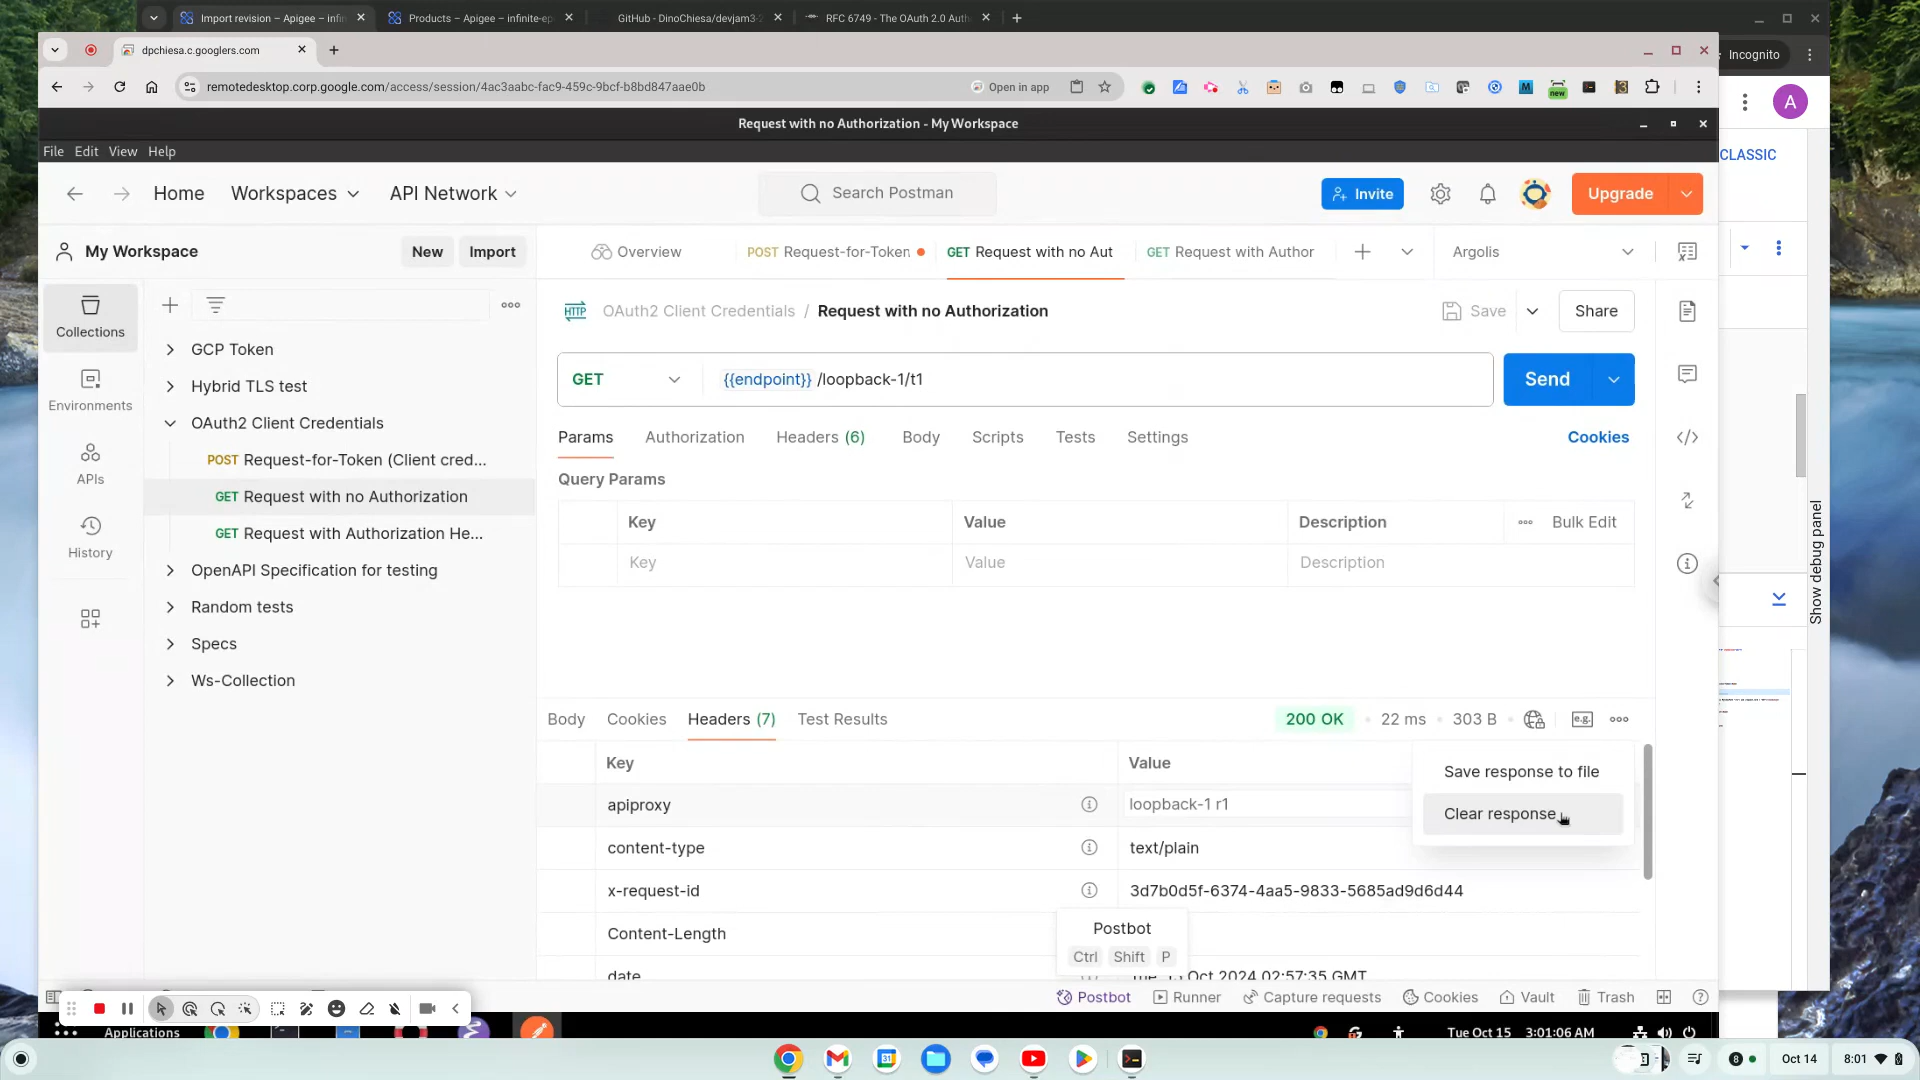 Import revision – Apigee – infin
Products – Apigee – infinite-ep
GitHub - DinoChiesa/devjam3-
RFC 6749 - The OAuth 2.0 Auth
dpchiesa.c.googlers.com
Incognito
remotedesktop.corp.google.com/access/session/4ac3aabc-fac9-459c-9bcf-b8bd847aae0b
Open in app
new
A
Request with no Authorization - My Workspace
File Edit View Help
CLASSIC
Home
Workspaces
API Network
Search Postman
Invite
Upgrade
My Workspace
New
Import
Overview
POST Request-for-Token
GET Request with no Aut
GET Request with Author
Argolis
Collections
Environments
APIs
History
GCP Token
Hybrid TLS test
OAuth2 Client Credentials
POST Request-for-Token (Client cred...
GET Request with no Authorization
GET Request with Authorization He...
OpenAPI Specification for testing
Random tests
Specs
Ws-Collection
HTTP
OAuth2 Client Credentials / Request with no Authorization
Save
Share
GET
{{endpoint}} /loopback-1/t1
Send
Params
Authorization
Headers (6)
Body
Scripts
Tests
Settings
Cookies
Query Params
Key
Value
Description
Bulk Edit
Key
Value
Description
Show debug panel
Body
Cookies
Headers (7)
Test Results
200 OK
22 ms
303 B
e.g.
Key
Value
Save response to file
Clear response
apiproxy
loopback-1 r1
content-type
text/plain
x-request-id
3d7b0d5f-6374-4aa5-9833-5685ad9d6d44
Content-Length
Postbot
Ctrl Shift P
date
Tue, 15 Oct 2024 02:57:35 GMT
Postbot
Runner
Capture requests
Cookies
Vault
Trash
Applications
Tue Oct 15 3:01:06 AM
31
8
Oct 14
8:01